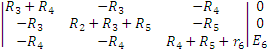 R₃ + R₄ −R₃ −R₄ 0
−R₃ R₂ + R₃ + R₅ −R₅ 0
−R₄ −R₄ R₄ + R₅ + r₆ E₆